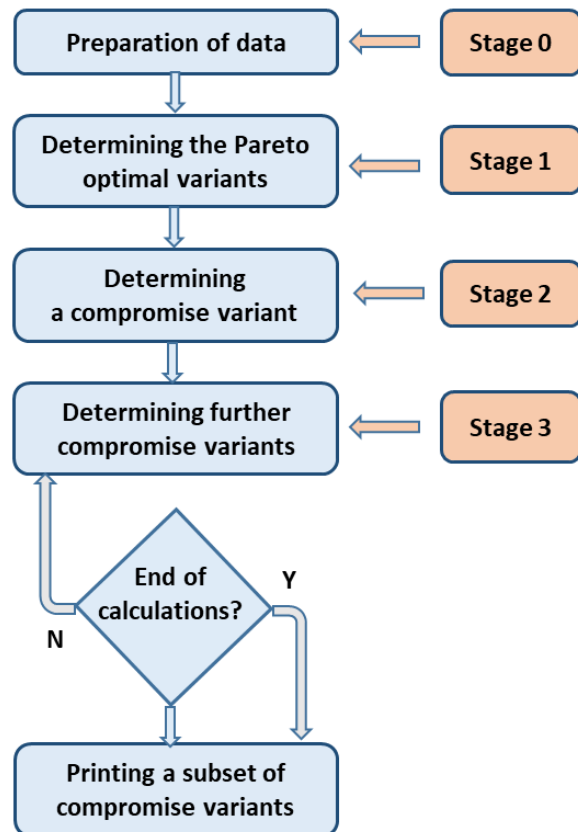 Preparation of data
Stage 0
Determining the Pareto
optimal variants
Stage 1
Determining
a compromise variant
Stage 2
Determining further
compromise variants
Stage 3
End of
calculations?
Y
N
Printing a subset of
compromise variants